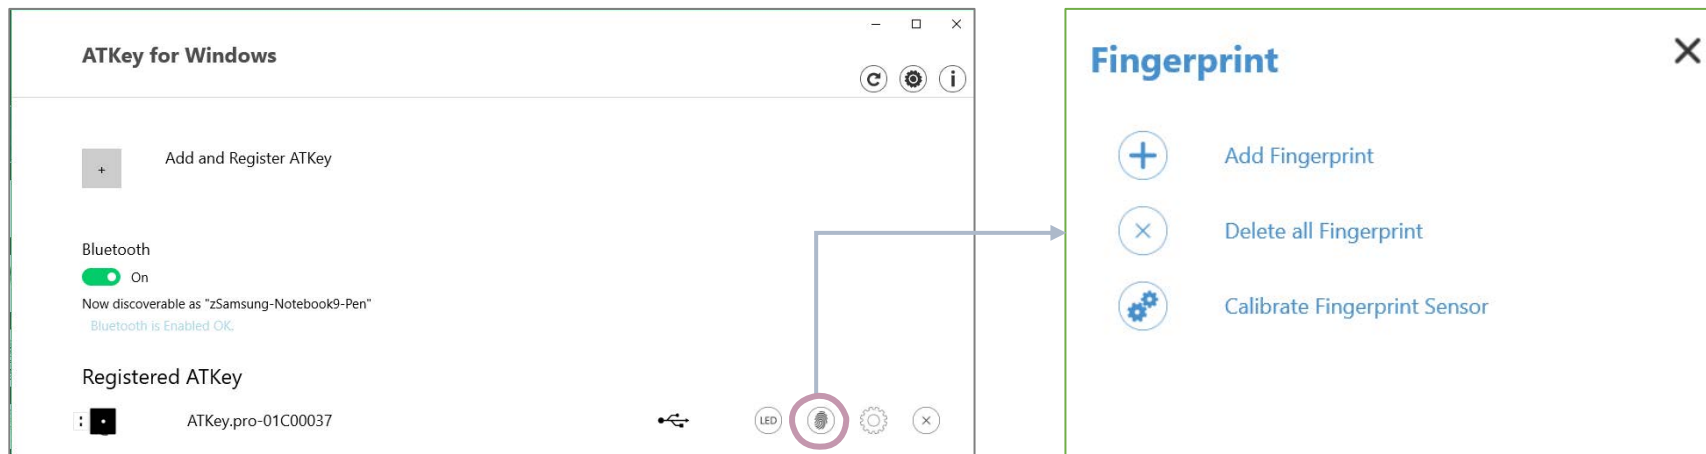 ATKey for Windows
Add and Register ATKey
Bluetooth
On
Now discoverable as "zSamsung-Notebook9-Pen"
Bluetooth is Enabled OK.
Registered ATKey
ATKey.pro-01C00037
LED
Fingerprint
Add Fingerprint
Delete all Fingerprint
Calibrate Fingerprint Sensor